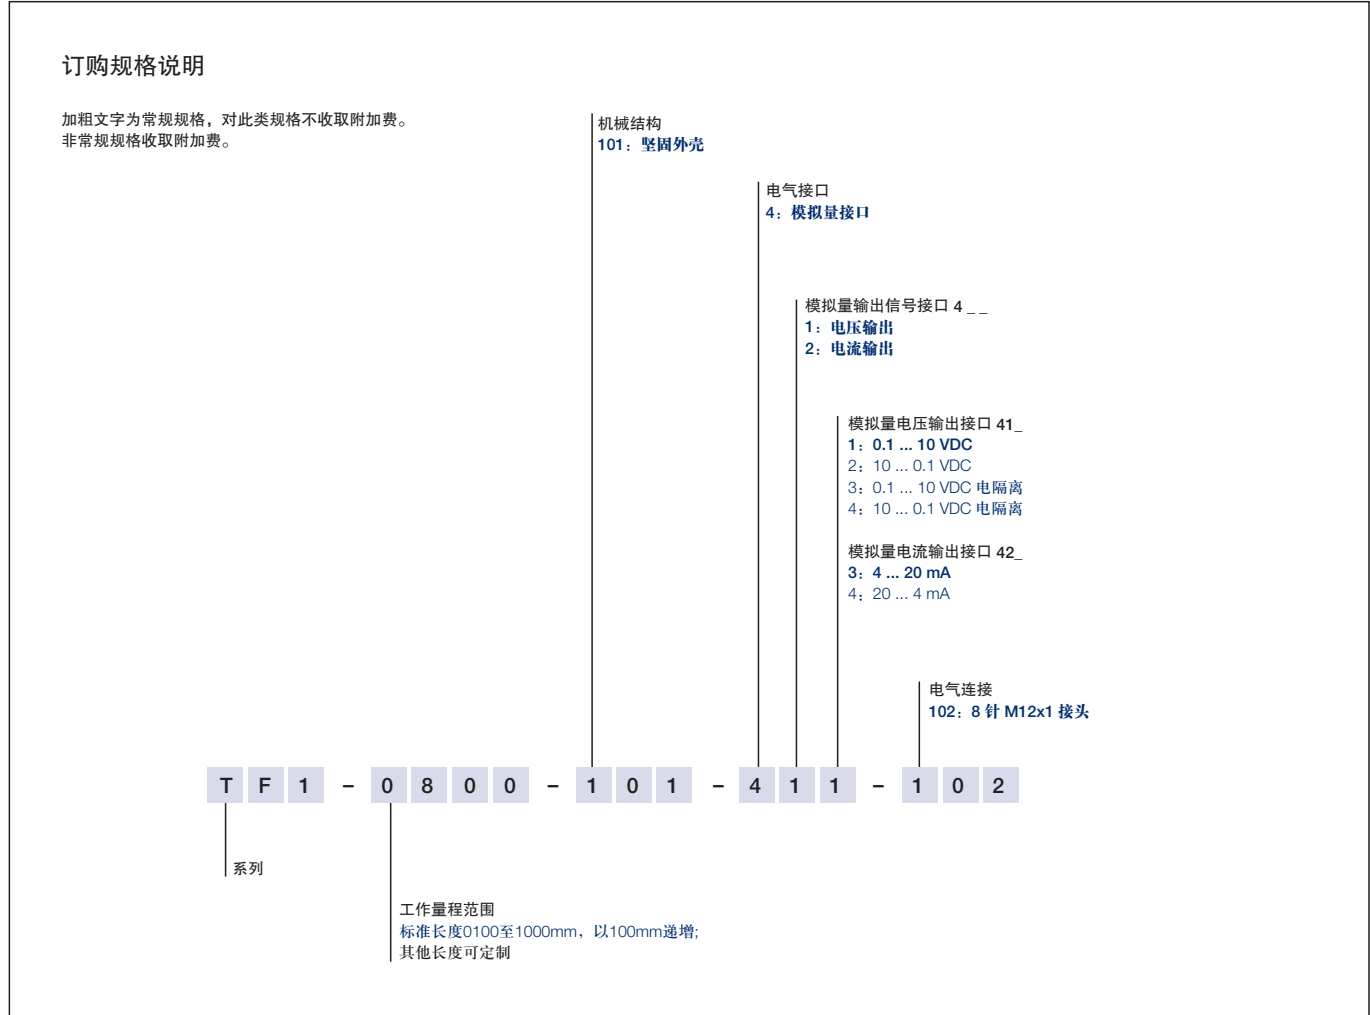 订购规格说明
加粗文字为常规规格，对此类规格不收取附加费。
非常规规格收取附加费。
机械结构
101：坚固外壳
电气接口
4：模拟量接口
模拟量输出信号接口 4 _ _
1：电压输出
2：电流输出
模拟量电压输出接口 41_
1：0.1 ... 10 VDC
2：10 ... 0.1 VDC
3：0.1 ... 10 VDC 电隔离
4：10 ... 0.1 VDC 电隔离
模拟量电流输出接口 42_
3：4 ... 20 mA
4：20 ... 4 mA
电气连接
102：8 针 M12x1 接头
T F 1 – 0 8 0 0 – 1 0 1 – 4 1 1 – 1 0 2
系列
工作量程范围
标准长度0100至1000mm，以100mm递增;
其他长度可定制